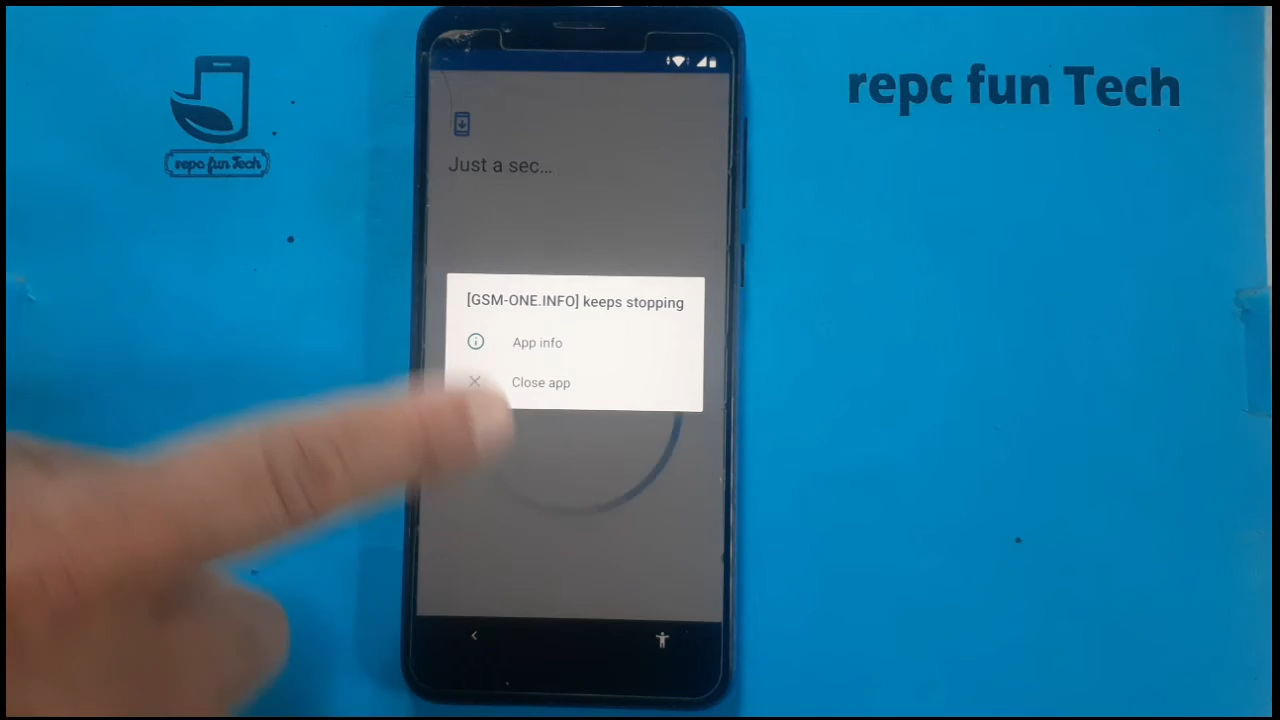 repc fun Tech
repc fun Tech
Just a sec...
[GSM-ONE.INFO] keeps stopping
App info
Close app